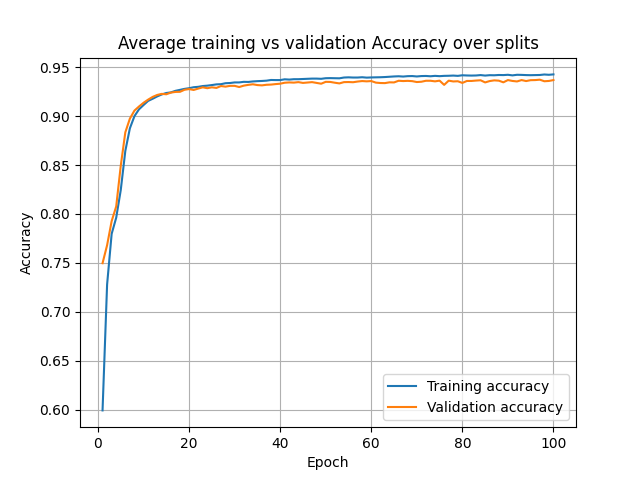 Average training vs validation Accuracy over splits
0.95
0.90
0.85
0.80
0.75
0.70
0.65
0.60
Accuracy
Training accuracy
Validation accuracy
0 20 40 60 80 100
Epoch